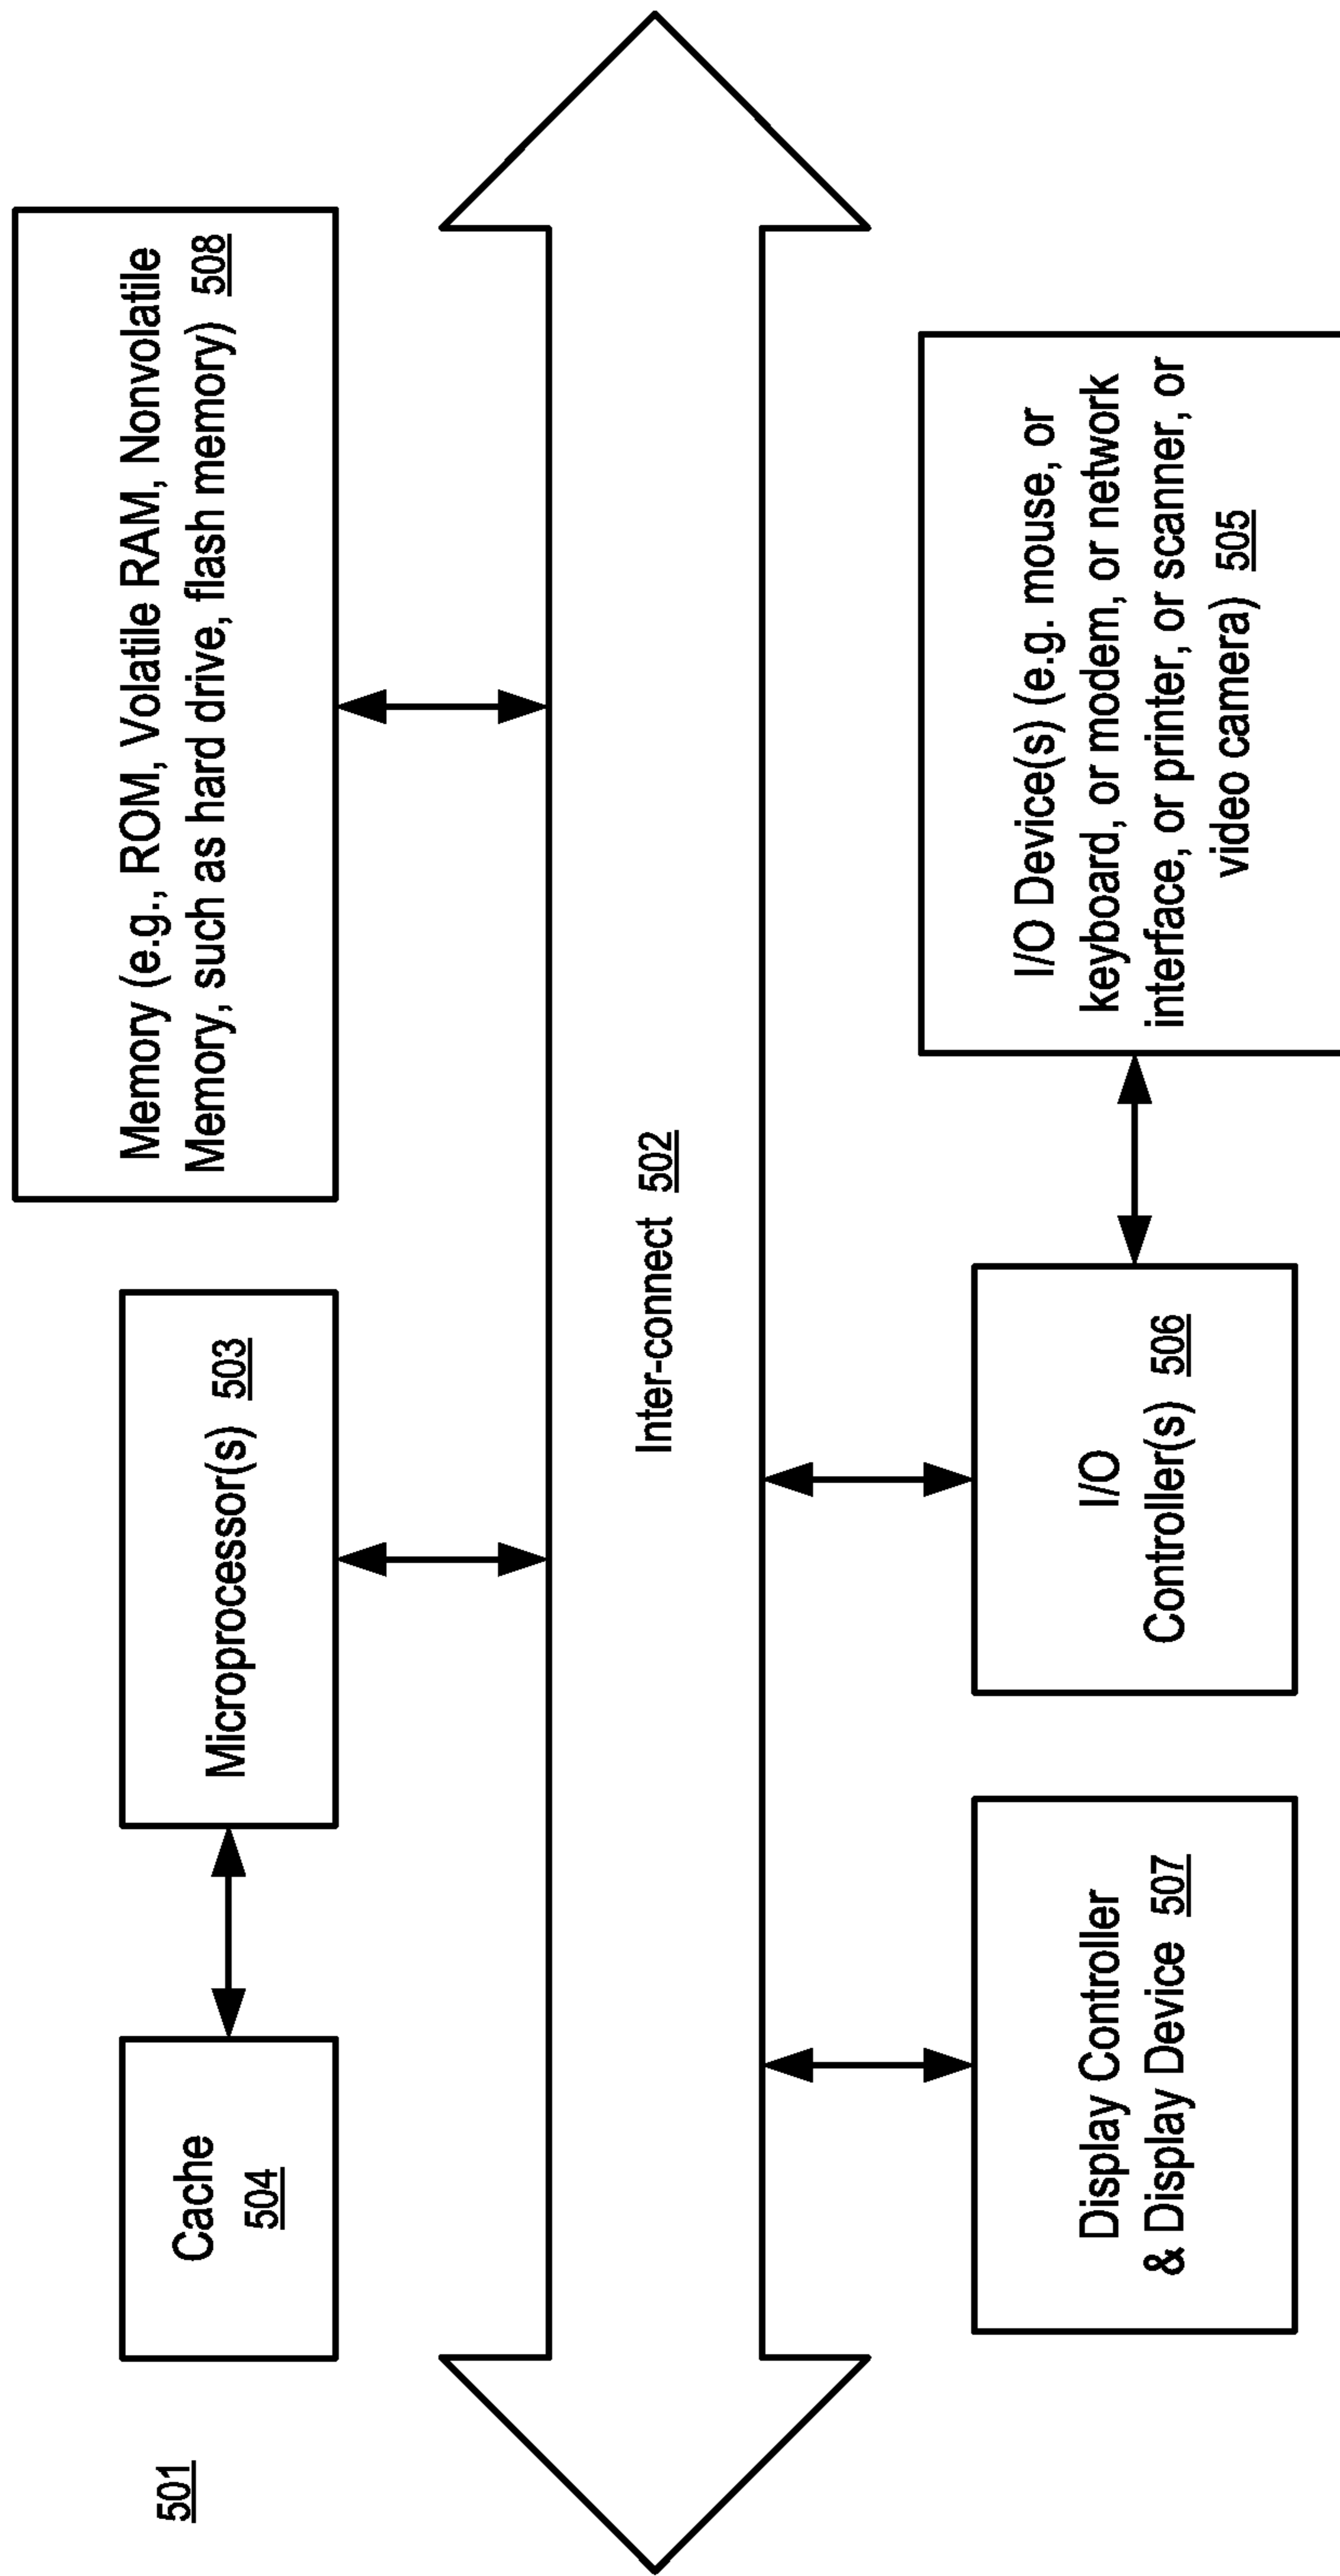 501
Cache
504
Microprocessor(s) 503
Memory (e.g., ROM, Volatile RAM, Nonvolatile
Memory, such as hard drive, flash memory) 508
Inter-connect 502
Display Controller
& Display Device 507
I/O
Controller(s) 506
I/O Device(s) (e.g. mouse, or
keyboard, or modem, or network
interface, or printer, or scanner, or
video camera) 505